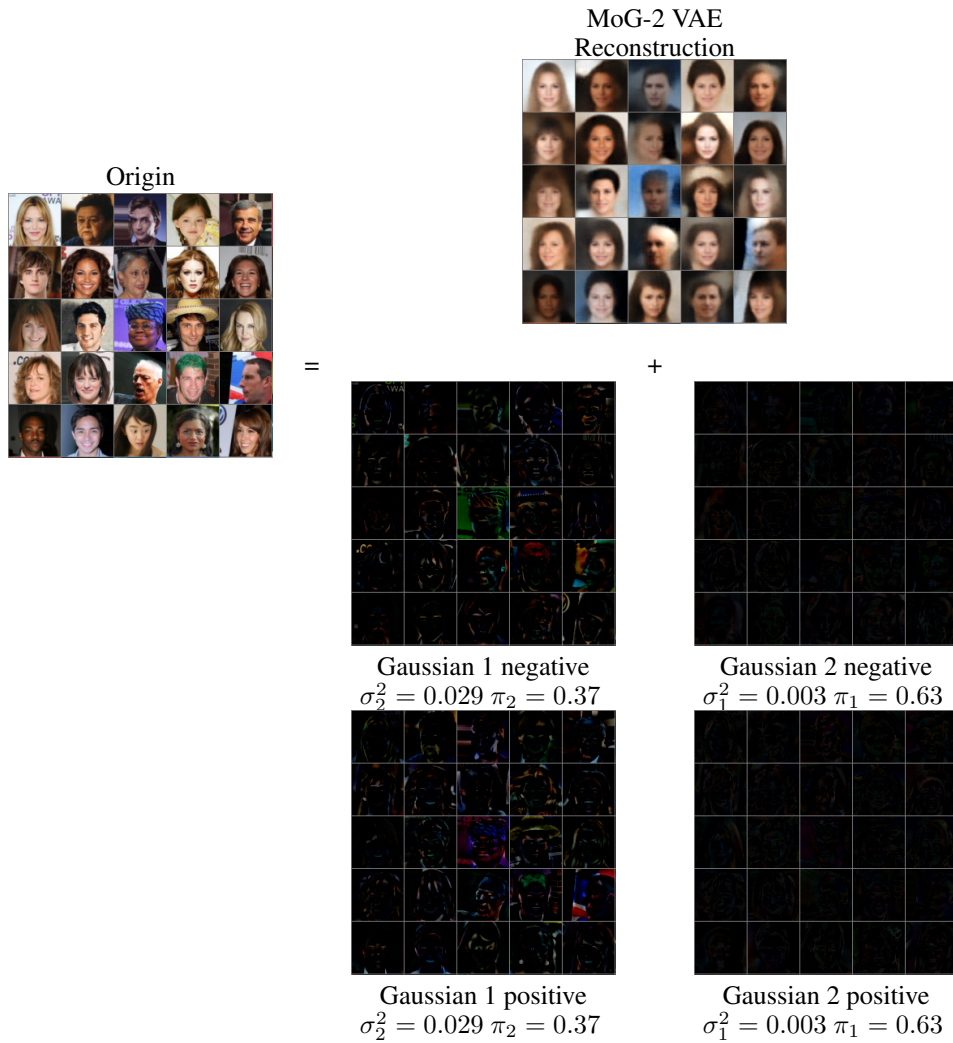 MoG-2 VAE
Reconstruction
Origin
= +
Gaussian 1 negative
σ₂² = 0.029 π₂ = 0.37
Gaussian 2 negative
σ₁² = 0.003 π₁ = 0.63
Gaussian 1 positive
σ₂² = 0.029 π₂ = 0.37
Gaussian 2 positive
σ₁² = 0.003 π₁ = 0.63